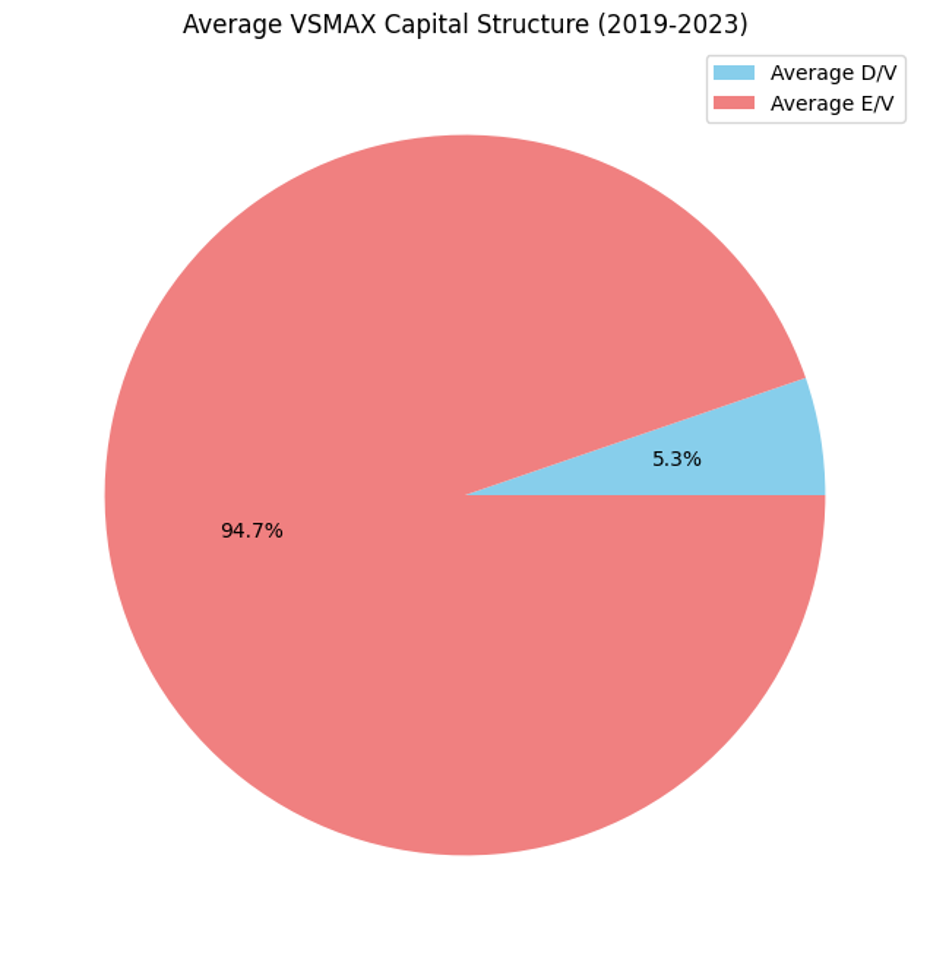 Average VSMAX Capital Structure (2019-2023)
Average D/V
Average E/V
5.3%
94.7%